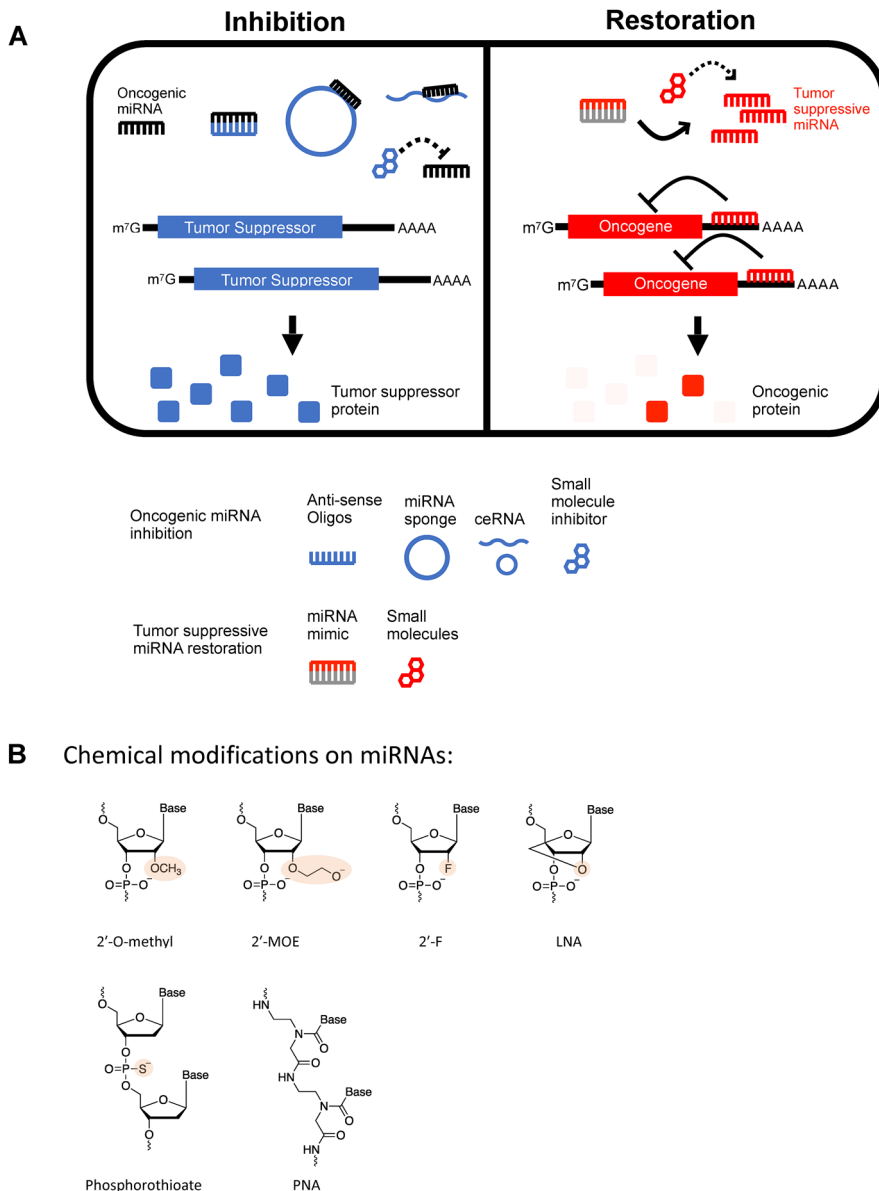 A
Inhibition
Restoration
Oncogenic
miRNA
Tumor
suppressive
miRNA
m⁷G
Tumor Suppressor
AAAA
m⁷G
Tumor Suppressor
AAAA
m⁷G
Oncogene
AAAA
m⁷G
Oncogene
AAAA
Tumor suppressor
protein
Oncogenic
protein
Oncogenic miRNA
inhibition
Anti-sense
Oligos
miRNA
sponge
ceRNA
Small
molecule
inhibitor
Tumor suppressive
miRNA restoration
miRNA
mimic
Small
molecules
B
Chemical modifications on miRNAs:
O
O
Base
O
OCH₃
O=P-O⁻
2′-O-methyl
O
O
Base
O
O
O⁻
O=P-O⁻
2′-MOE
O
O
Base
O
F
O=P-O⁻
2′-F
O
O
Base
O
O
O=P-O⁻
LNA
O
O
Base
O
O=P-S⁻
O
O
Base
O
Phosphorothioate
HN
N
Base
O
O
HN
N
Base
O
O
HN
PNA